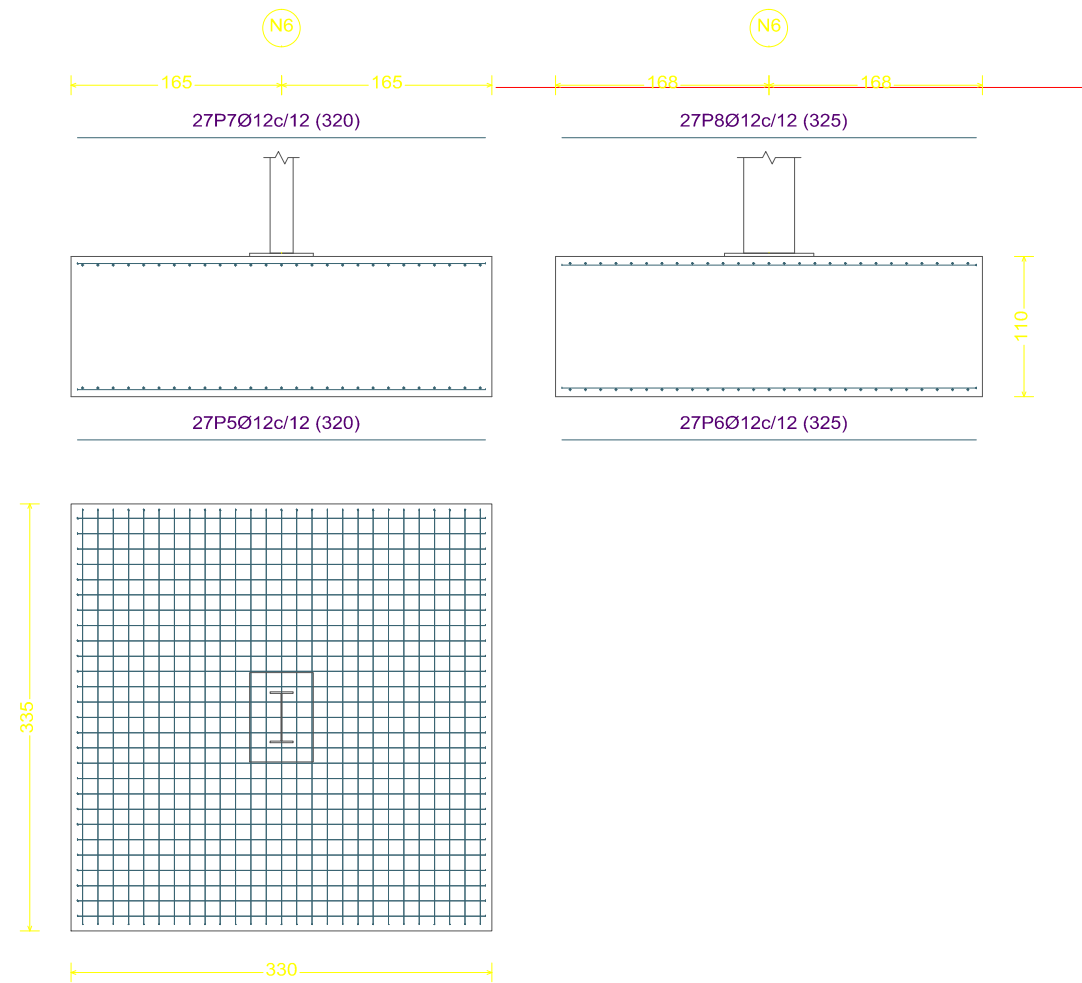 N6
N6
165
165
168
168
27P7Ø12c/12 (320)
27P8Ø12c/12 (325)
110
27P5Ø12c/12 (320)
27P6Ø12c/12 (325)
335
330